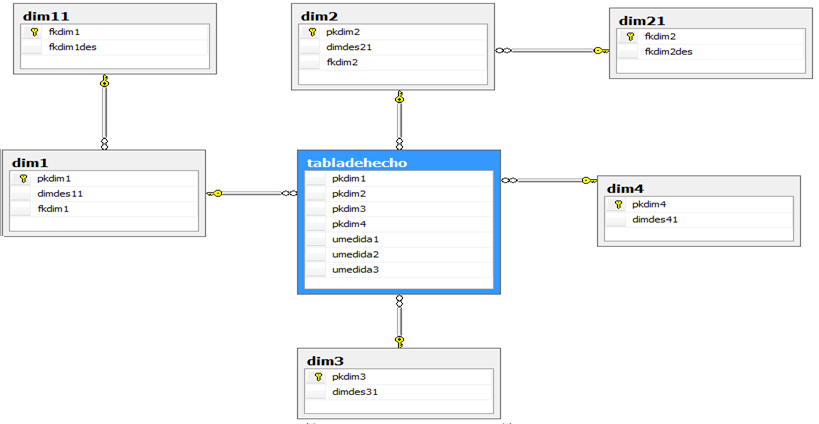 dim11
fkdim1
fkdim1des
dim2
pkdim2
dimdes21
fkdim2
dim21
fkdim2
fkdim2des
dim1
pkdim1
dimdes11
fkdim1
tabladehecho
pkdim1
pkdim2
pkdim3
pkdim4
umedida1
umedida2
umedida3
dim4
pkdim4
dimdes41
dim3
pkdim3
dimdes31